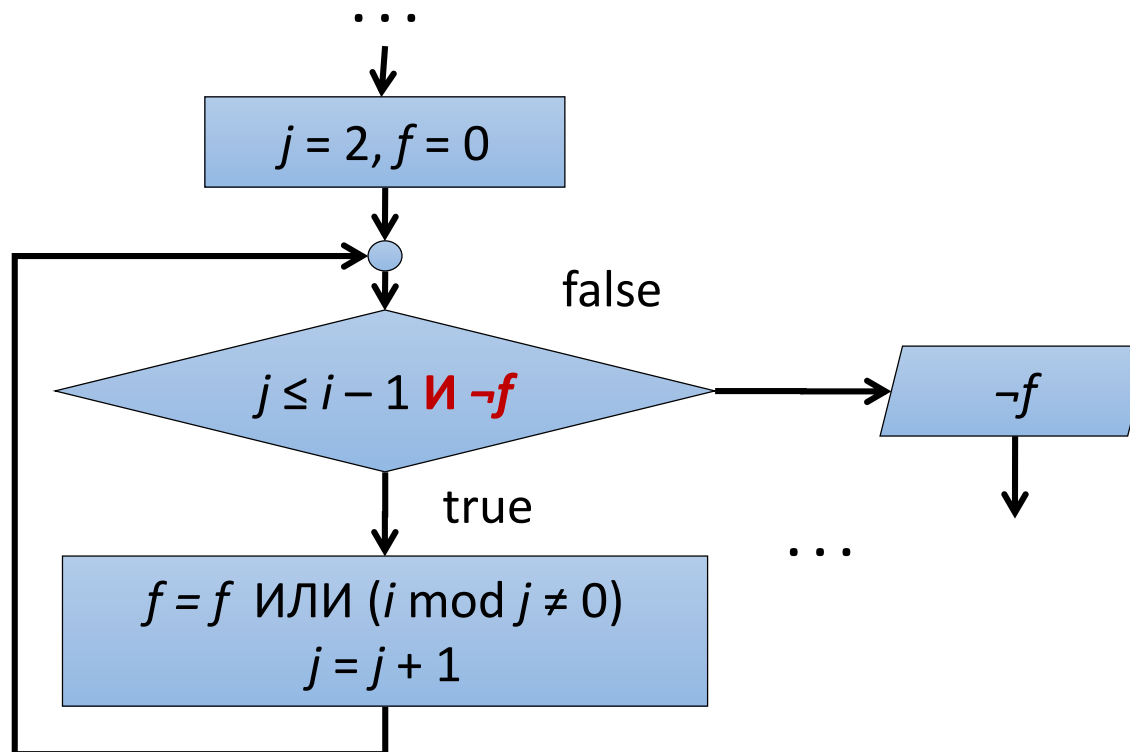 . . .
j = 2, f = 0
false
j ≤ i – 1 И ¬f
¬f
true
. . .
f = f ИЛИ (i mod j ≠ 0)
j = j + 1